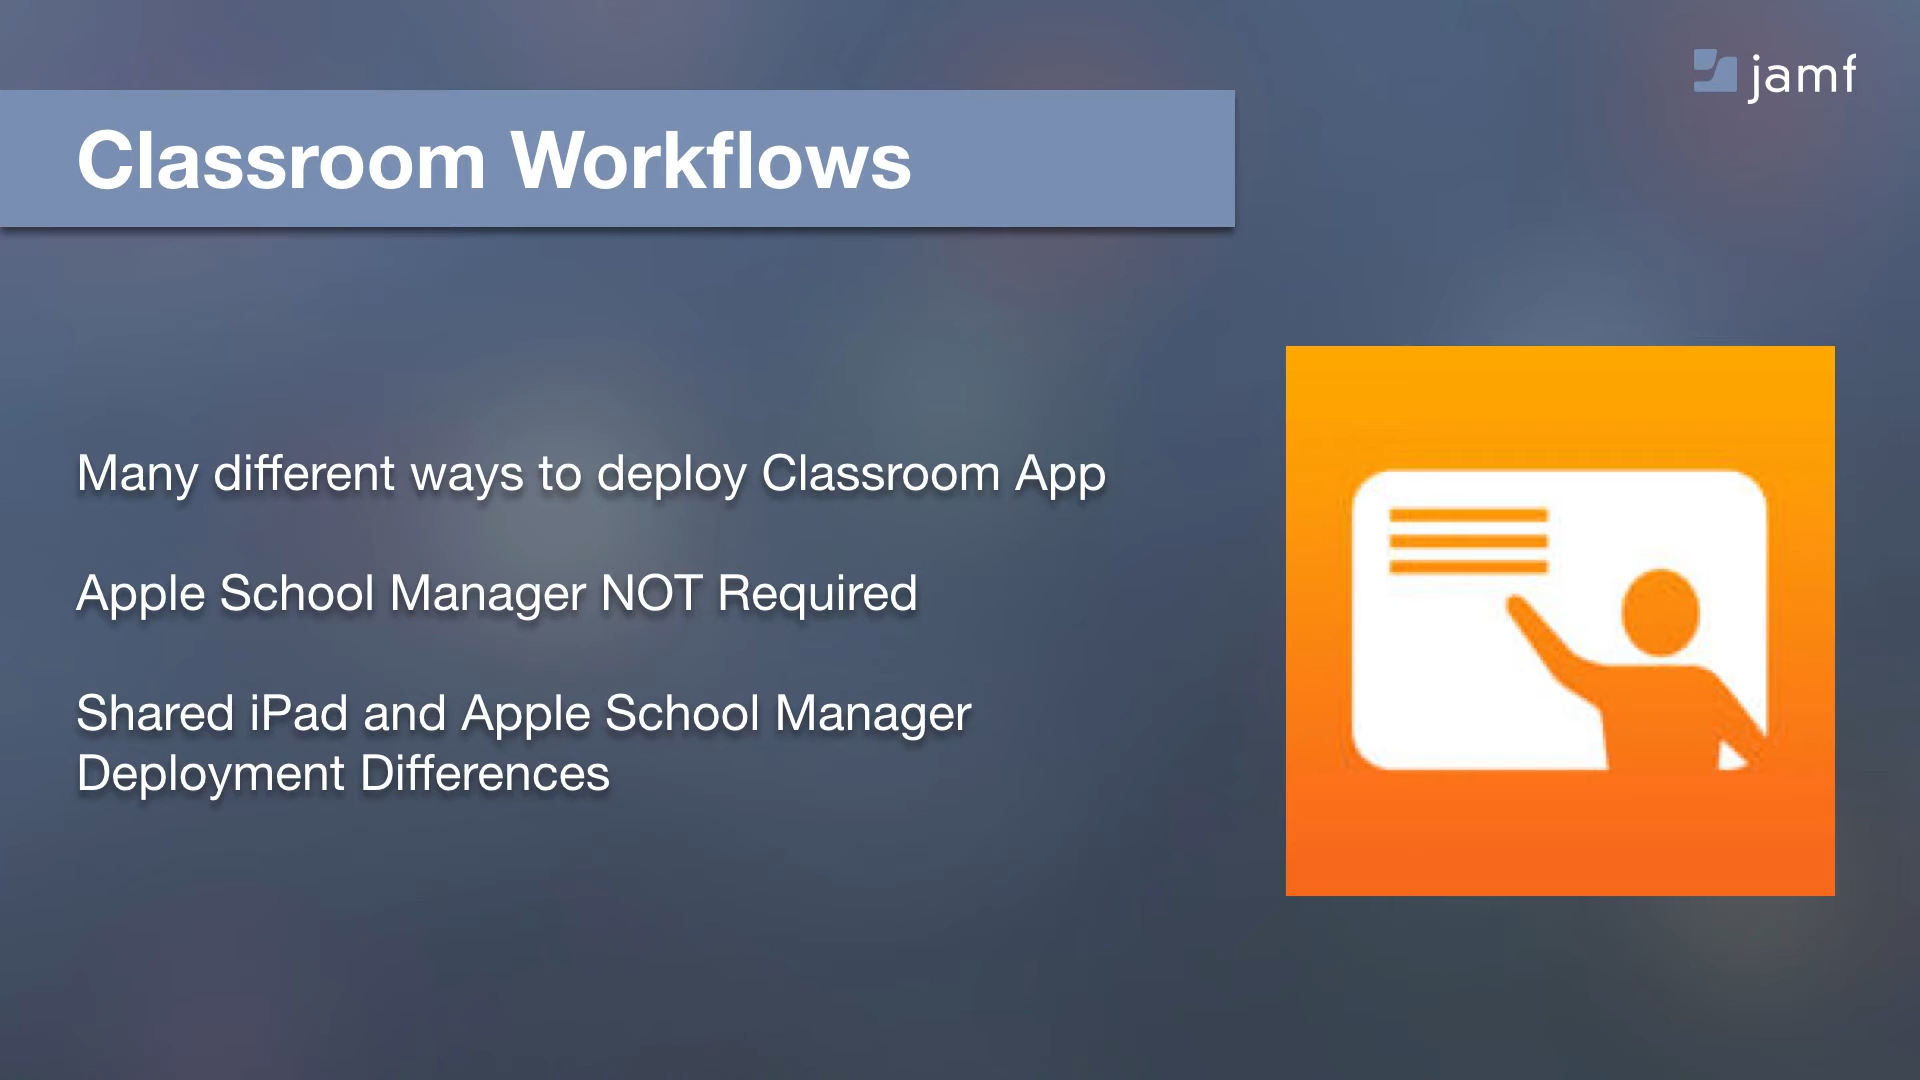 jamf
Classroom Workflows
Many different ways to deploy Classroom App
Apple School Manager NOT Required
Shared iPad and Apple School Manager
Deployment Differences